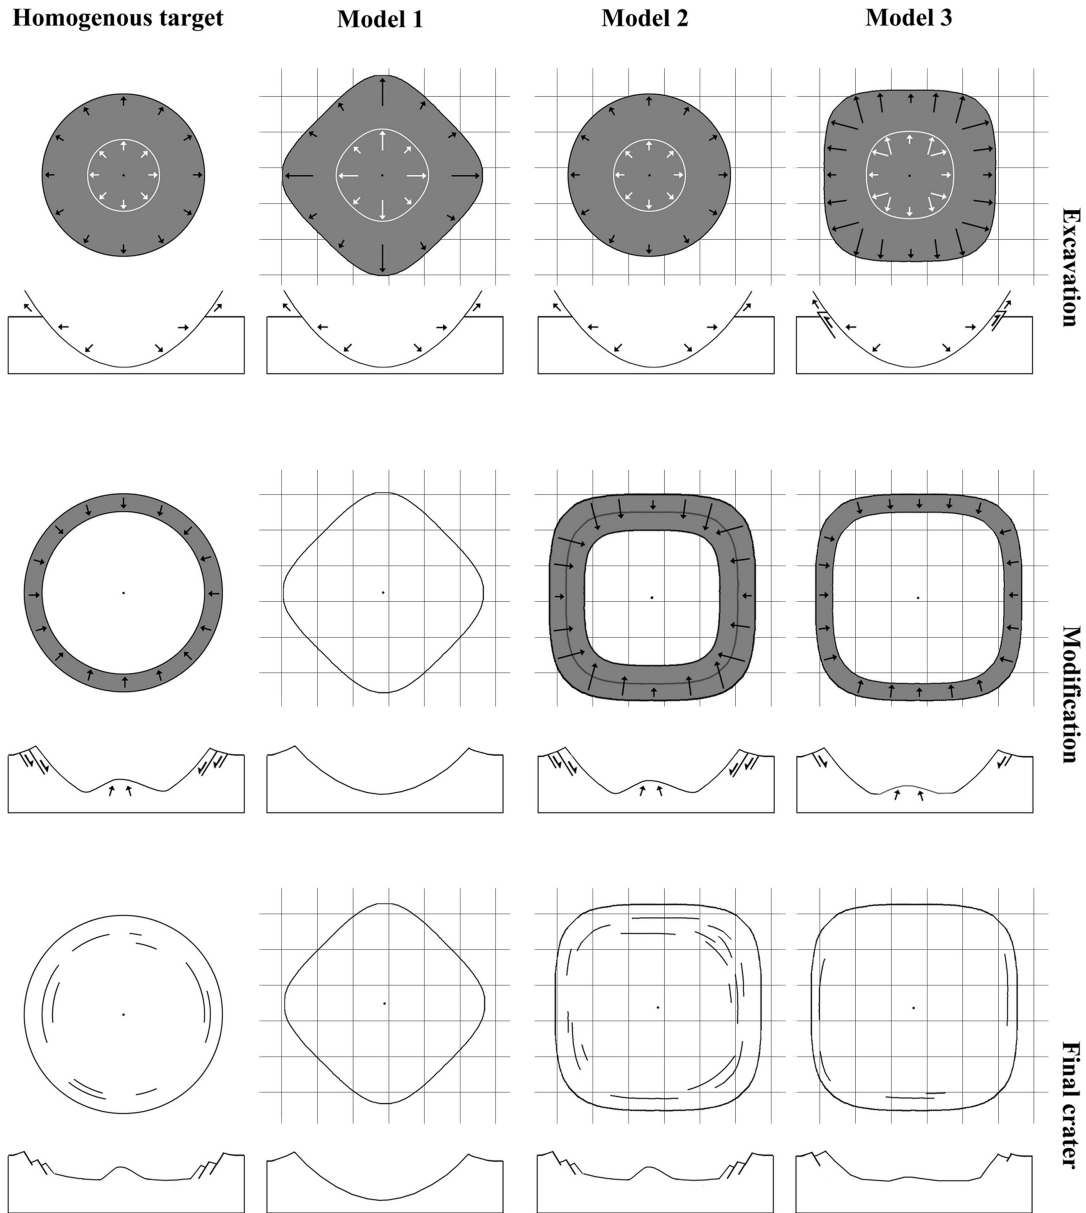 Homogenous target
Model 1
Model 2
Model 3
Excavation
Modification
Final crater